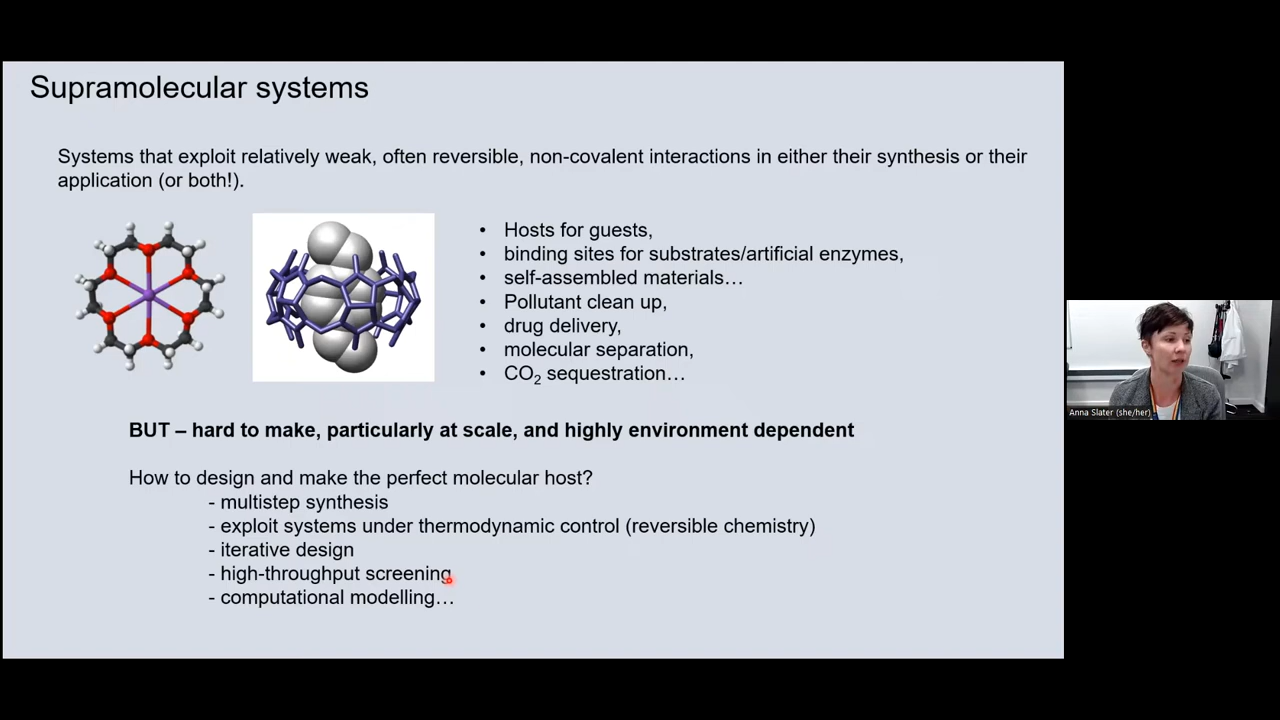 Supramolecular systems
Systems that exploit relatively weak, often reversible, non-covalent interactions in either their synthesis or their
application (or both!).
• Hosts for guests,
• binding sites for substrates/artificial enzymes,
• self-assembled materials…
• Pollutant clean up,
• drug delivery,
• molecular separation,
• CO₂ sequestration…
BUT – hard to make, particularly at scale, and highly environment dependent
How to design and make the perfect molecular host?
- multistep synthesis
- exploit systems under thermodynamic control (reversible chemistry)
- iterative design
- high-throughput screening
- computational modelling…
Anna Slater (she/her)